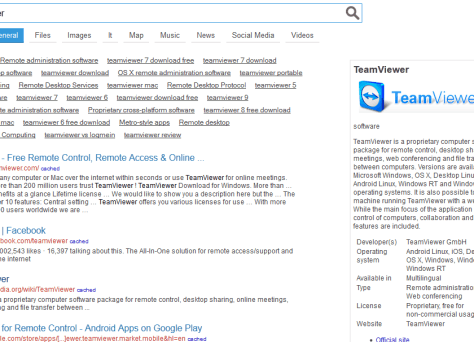 er
eneral Files Images It Map Music News Social Media Videos
Remote administration software teamviewer 7 download free teamviewer 7 download
p software teamviewer download OS X remote administration software teamviewer portable
ing Remote Desktop Services teamviewer mac Remote Desktop Protocol teamviewer 5
re teamviewer 7 teamviewer 6 teamviewer download free teamviewer 9
te administration software Proprietary cross-platform software teamviewer 8 free download
mac teamviewer 6 free download Metro-style apps Remote desktop
Computing teamviewer vs logmein teamviewer review
- Free Remote Control, Remote Access & Online ...
mviewer.com/ cached
any computer or Mac over the internet within seconds or use TeamViewer for online meetings.
re than 200 million users trust TeamViewer ! TeamViewer Download for Windows. More than ...
efits at a glance Lifetime license ... We would like to show you a description here but the ...
r 10 features: Central setting ... TeamViewer offers you various licenses for use ... With more
0 users worldwide we are ...
| Facebook
book.com/teamviewer cached
002,543 likes · 16,397 talking about this. The All-In-One solution for remote access/support and
e internet
wer
dia.org/wiki/TeamViewer cached
a proprietary computer software package for remote control, desktop sharing, online meetings,
g and file transfer between ...
for Remote Control - Android Apps on Google Play
le.com/store/apps/[...]ewer.teamviewer.market.mobile&hl=en cached
TeamViewer
TeamViewe
software
TeamViewer is a proprietary computer s
package for remote control, desktop sha
meetings, web conferencing and file tra
between computers. Versions are availa
Microsoft Windows, OS X, Desktop Linu
Android Linux, Windows RT and Window
operating systems. It is also possible t
machine running TeamViewer with a we
While the main focus of the application
control of computers, collaboration and
features are included.
Developer(s) TeamViewer GmbH
Operating system Android Linux, iOS, De
OS X, Windows, Wind
Windows RT
Available in Multilingual
Type Remote administratio
Web conferencing
License Proprietary, free for
non-commercial usag
Website TeamViewer
• Official site